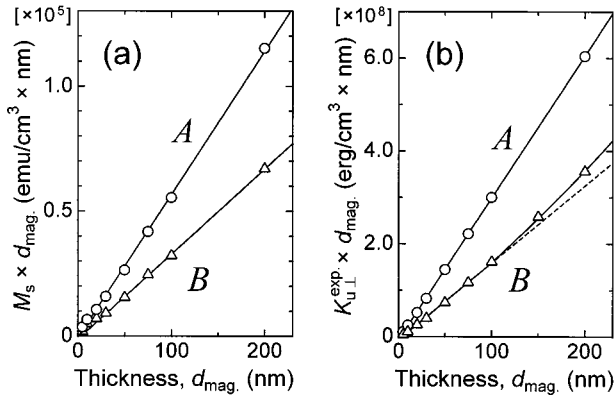 [× 10⁵]
(a)
1.0
0.5
0
A
B
M_s × d_mag. (emu/cm³ × nm)
0 100 200
Thickness, d_mag. (nm)
[× 10⁸]
(b)
6.0
4.0
2.0
0
A
B
K_u⊥^exp. × d_mag. (erg/cm³ × nm)
0 100 200
Thickness, d_mag. (nm)